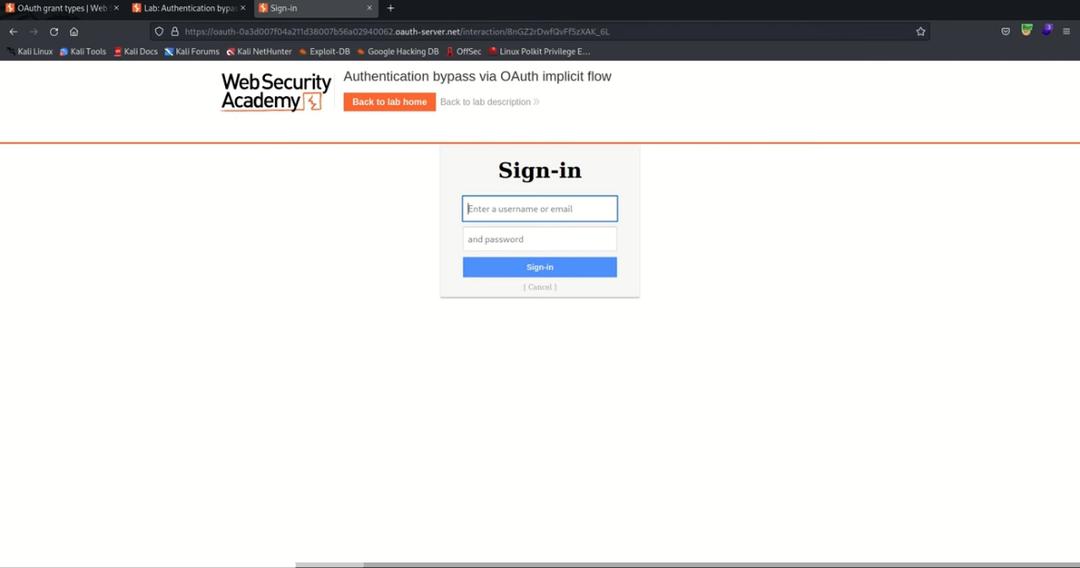 OAuth grant types | Web
Lab: Authentication bypa
Sign-in
https://oauth-0a3d007f04a211d38007b56a02940062.oauth-server.net/interaction/8nGZ2rDwfQvFf5zXAK_6L
Kali Linux Kali Tools Kali Docs Kali Forums Kali NetHunter Exploit-DB Google Hacking DB OffSec Linux Polkit Privilege E...
WebSecurity
Academy
Authentication bypass via OAuth implicit flow
Back to lab home Back to lab description »
Sign-in
Enter a username or email
and password
Sign-in
[ Cancel ]